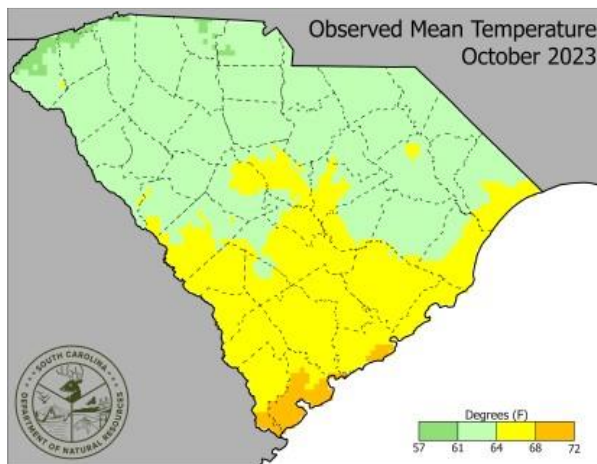 Observed Mean Temperature
October 2023
SOUTH CAROLINA
DEPARTMENT OF NATURAL RESOURCES
Degrees (F)
57 61 64 68 72